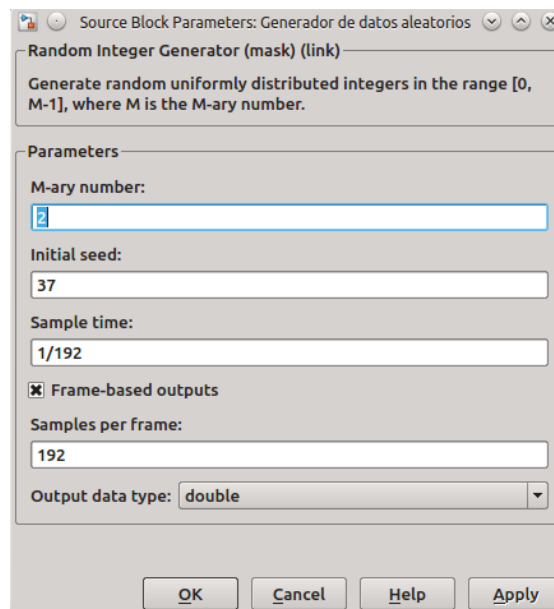 Source Block Parameters: Generador de datos aleatorios
Random Integer Generator (mask) (link)
Generate random uniformly distributed integers in the range [0,
M-1], where M is the M-ary number.
Parameters
M-ary number:
2
Initial seed:
37
Sample time:
1/192
Frame-based outputs
Samples per frame:
192
Output data type: double
OK Cancel Help Apply